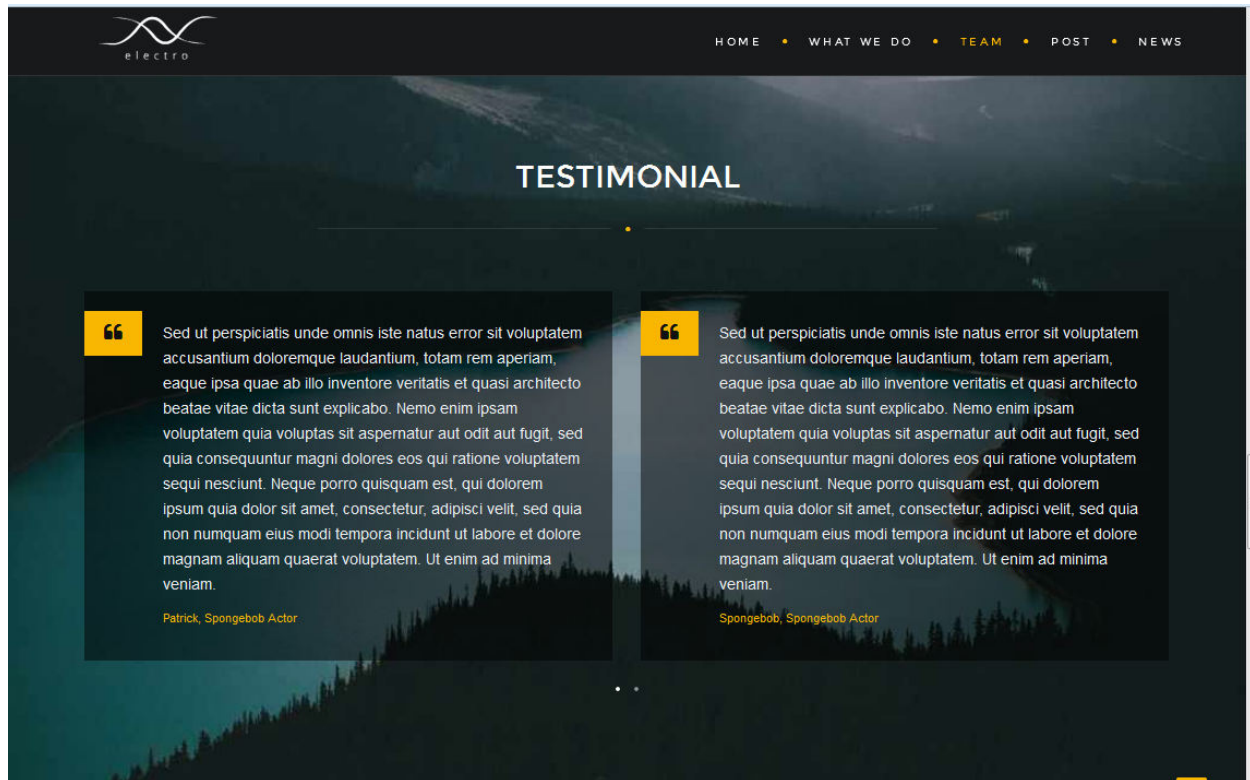 electro
HOME • WHAT WE DO • TEAM • POST • NEWS
TESTIMONIAL
Sed ut perspiciatis unde omnis iste natus error sit voluptatem
accusantium doloremque laudantium, totam rem aperiam,
eaque ipsa quae ab illo inventore veritatis et quasi architecto
beatae vitae dicta sunt explicabo. Nemo enim ipsam
voluptatem quia voluptas sit aspernatur aut odit aut fugit, sed
quia consequuntur magni dolores eos qui ratione voluptatem
sequi nesciunt. Neque porro quisquam est, qui dolorem
ipsum quia dolor sit amet, consectetur, adipisci velit, sed quia
non numquam eius modi tempora incidunt ut labore et dolore
magnam aliquam quaerat voluptatem. Ut enim ad minima
veniam.
Patrick, Spongebob Actor
Sed ut perspiciatis unde omnis iste natus error sit voluptatem
accusantium doloremque laudantium, totam rem aperiam,
eaque ipsa quae ab illo inventore veritatis et quasi architecto
beatae vitae dicta sunt explicabo. Nemo enim ipsam
voluptatem quia voluptas sit aspernatur aut odit aut fugit, sed
quia consequuntur magni dolores eos qui ratione voluptatem
sequi nesciunt. Neque porro quisquam est, qui dolorem
ipsum quia dolor sit amet, consectetur, adipisci velit, sed quia
non numquam eius modi tempora incidunt ut labore et dolore
magnam aliquam quaerat voluptatem. Ut enim ad minima
veniam.
Spongebob, Spongebob Actor